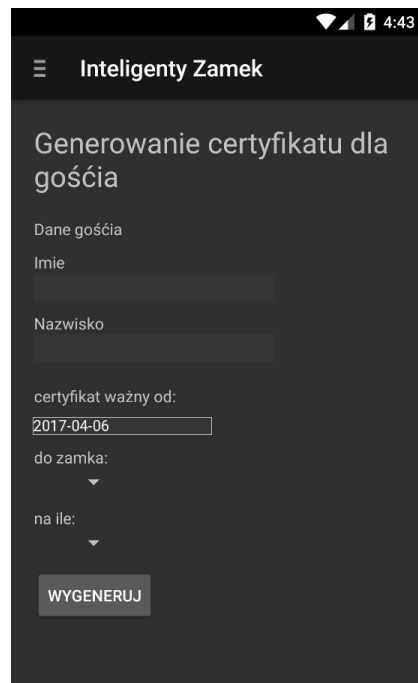 4:43
Inteligenty Zamek
Generowanie certyfikatu dla
gośćia
Dane gośćia
Imie
Nazwisko
certyfikat ważny od:
2017-04-06
do zamka:
na ile:
WYGENERUJ